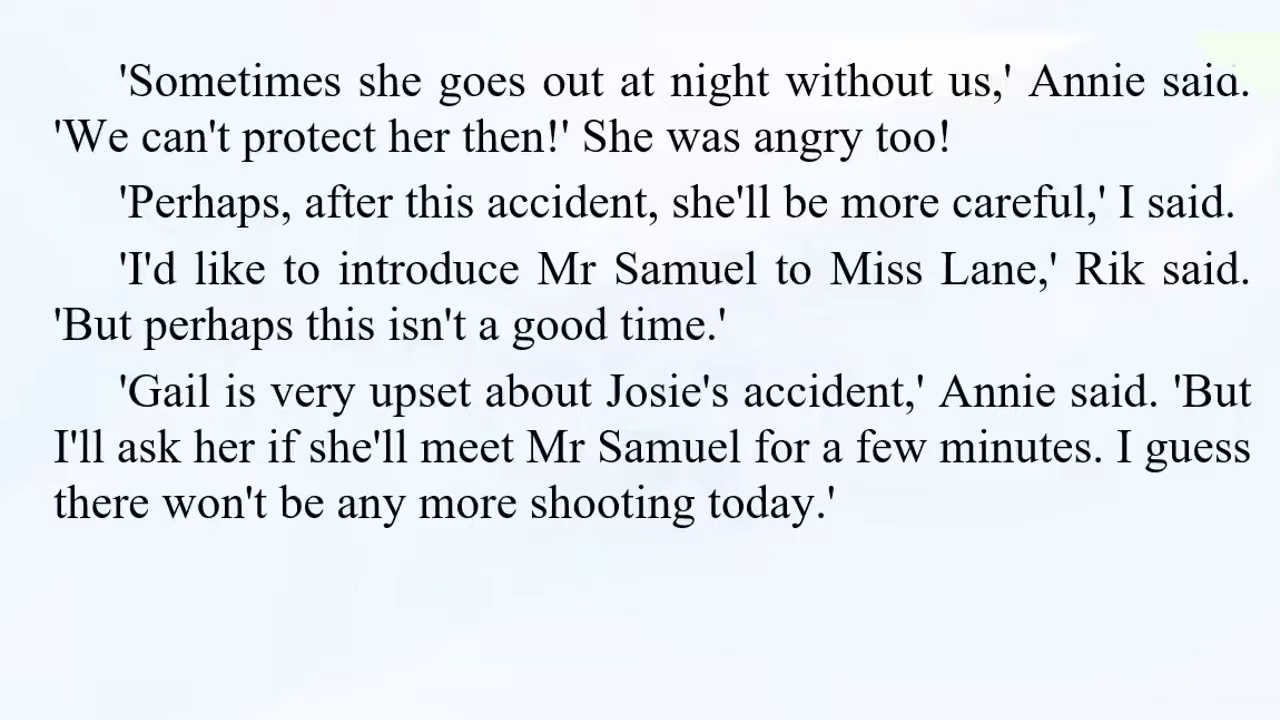 'Sometimes she goes out at night without us,' Annie said.
'We can't protect her then!' She was angry too!
'Perhaps, after this accident, she'll be more careful,' I said.
'I'd like to introduce Mr Samuel to Miss Lane,' Rik said.
'But perhaps this isn't a good time.'
'Gail is very upset about Josie's accident,' Annie said. 'But
I'll ask her if she'll meet Mr Samuel for a few minutes. I guess
there won't be any more shooting today.'